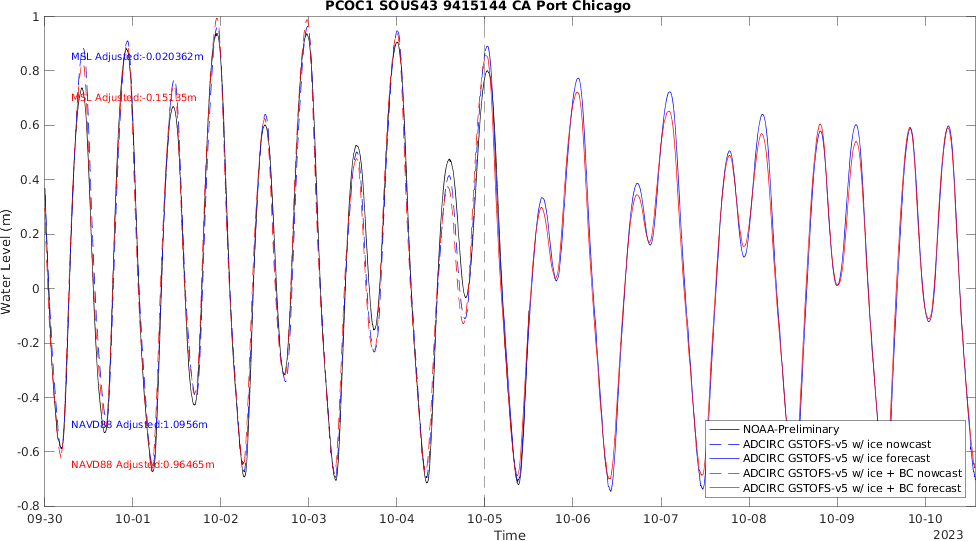 PCOC1 SOUS43 9415144 CA Port Chicago
1
0.8
0.6
0.4
0.2
0
-0.2
-0.4
-0.6
-0.8
Water Level (m)
MSL Adjusted:-0.020362m
MSL Adjusted:-0.15135m
NAVD88 Adjusted:1.0956m
NAVD88 Adjusted:0.96465m
NOAA-Preliminary
ADCIRC GSTOFS-v5 w/ ice nowcast
ADCIRC GSTOFS-v5 w/ ice forecast
ADCIRC GSTOFS-v5 w/ ice + BC nowcast
ADCIRC GSTOFS-v5 w/ ice + BC forecast
09-30 10-01 10-02 10-03 10-04 10-05 10-06 10-07 10-08 10-09 10-10
Time
2023